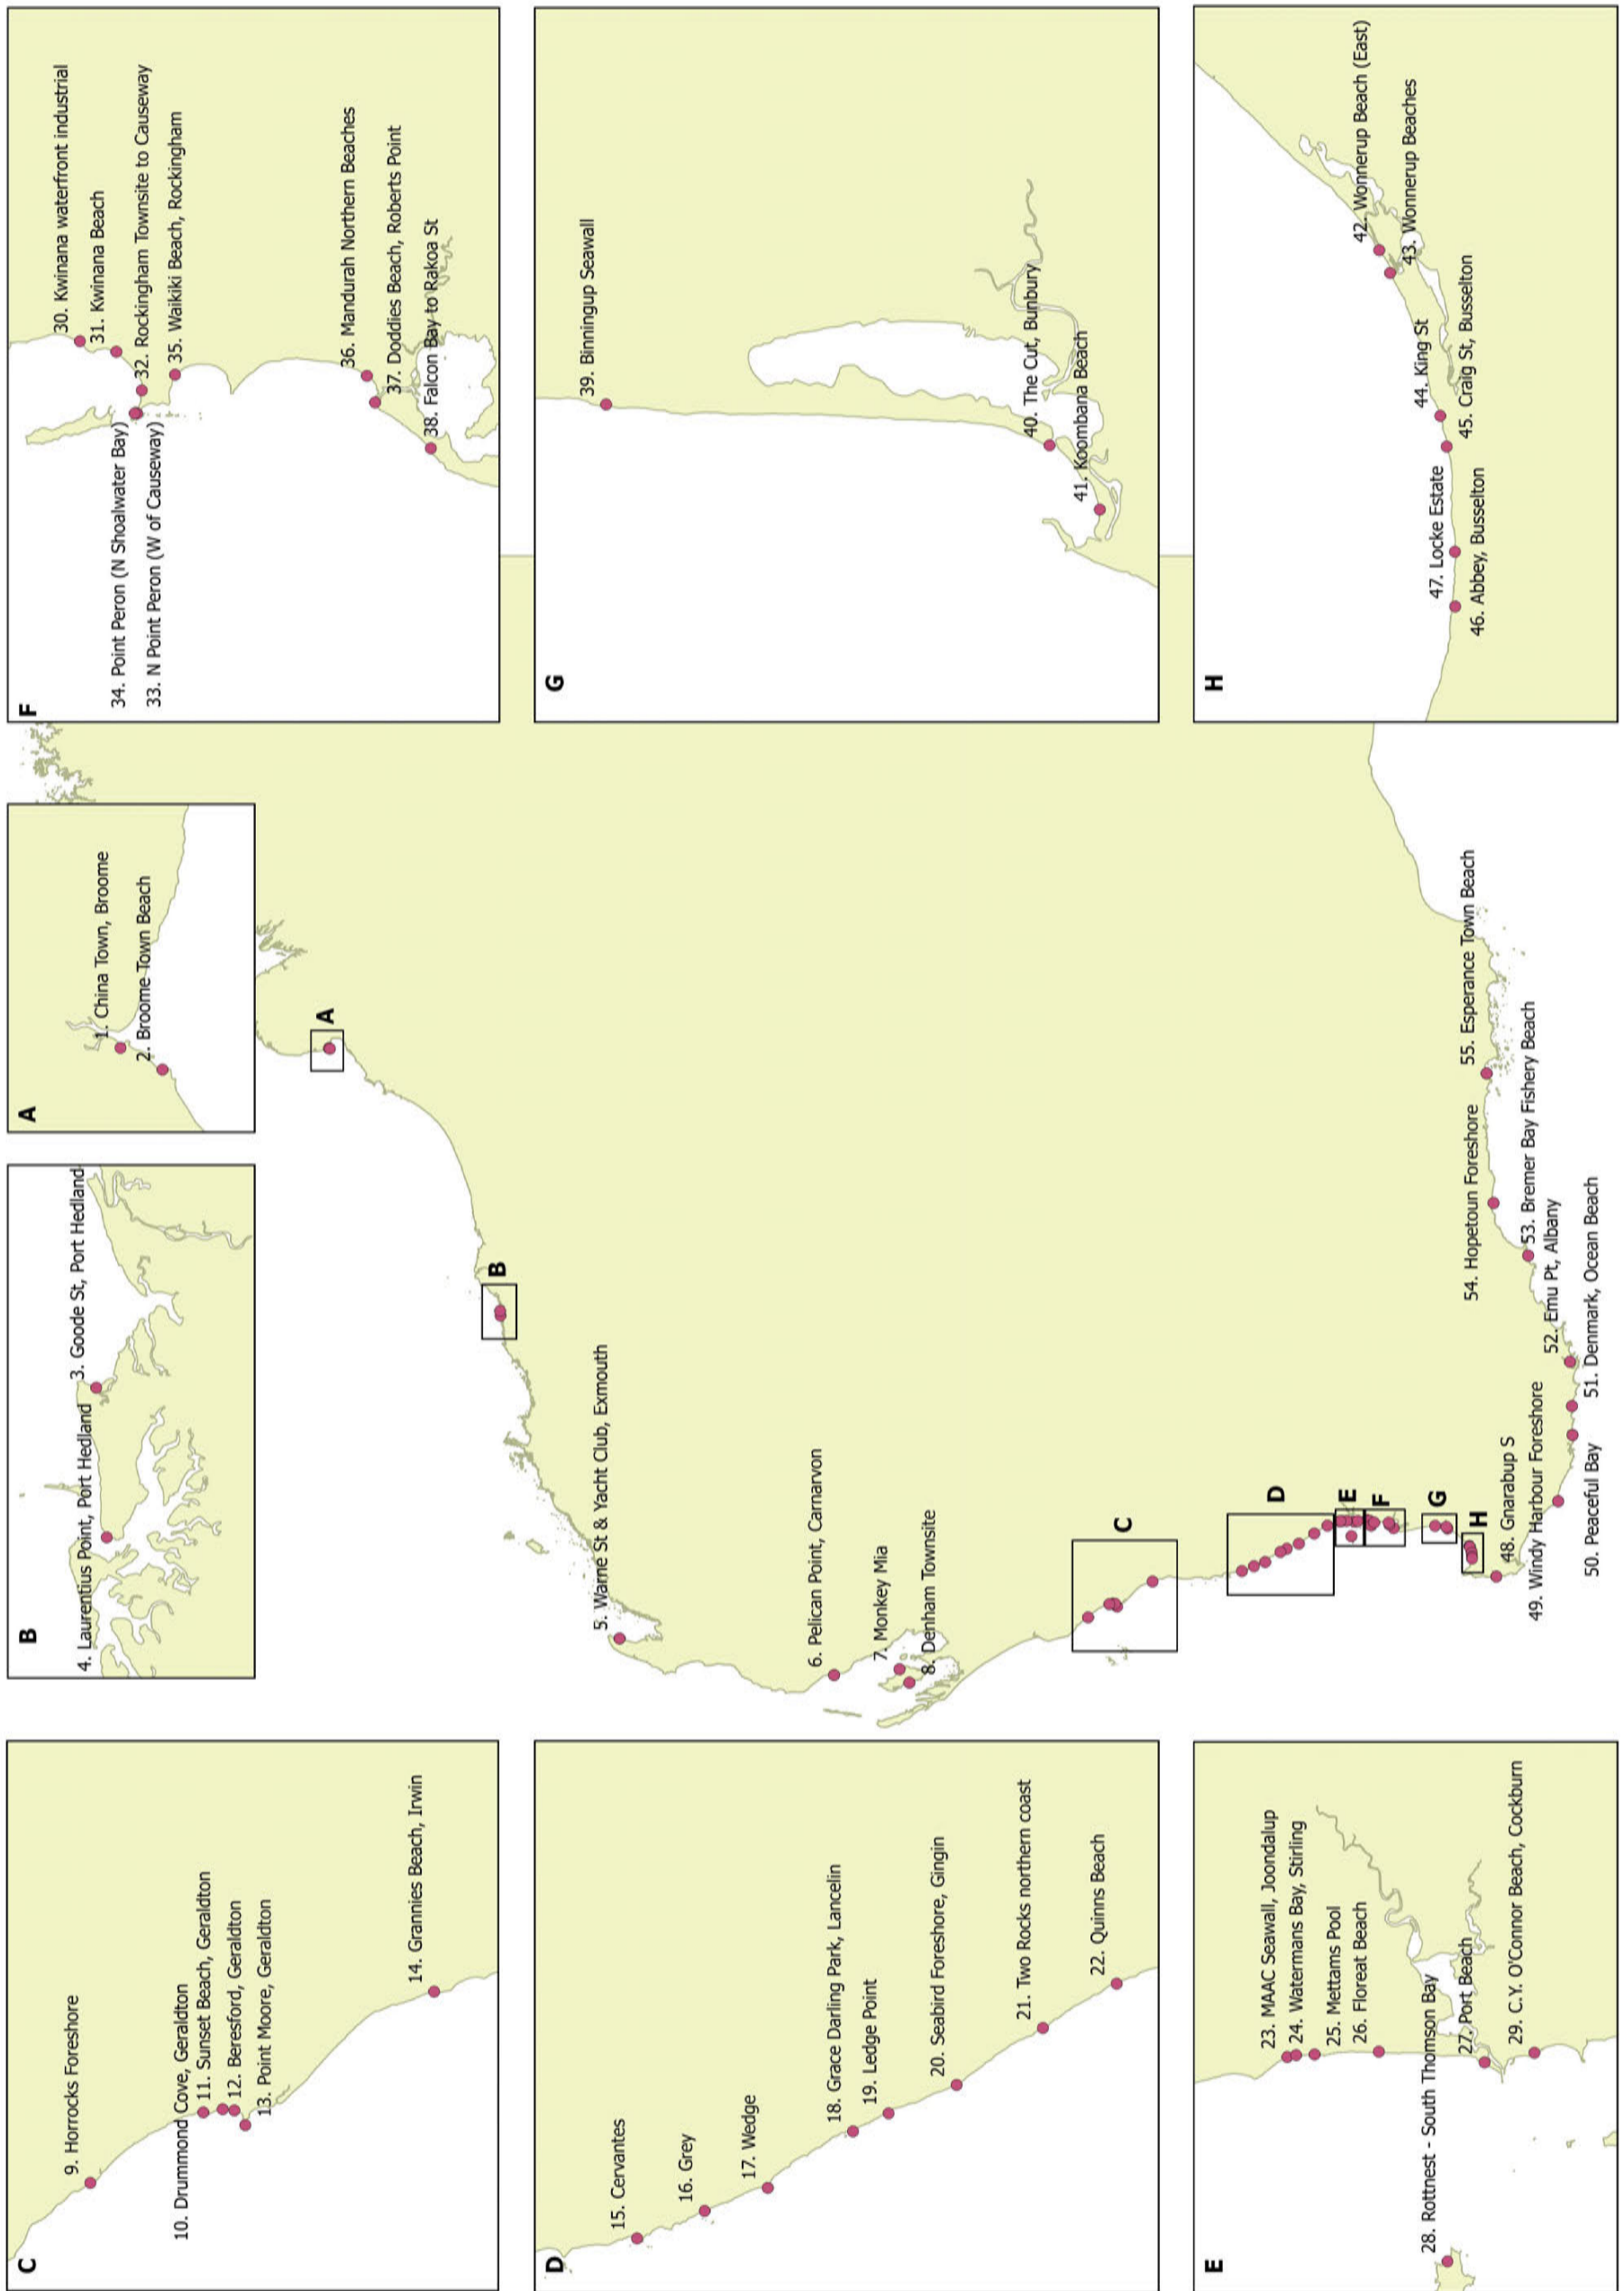 A
1. China Town, Broome
2. Broome Town Beach
B
3. Goode St, Port Hedland
4. Laurentius Point, Port Hedland
C
9. Horrocks Foreshore
10. Drummond Cove, Geraldton
11. Sunset Beach, Geraldton
12. Beresford, Geraldton
13. Point Moore, Geraldton
14. Grannies Beach, Irwin
D
15. Cervantes
16. Grey
17. Wedge
18. Grace Darling Park, Lancelin
19. Ledge Point
20. Seabird Foreshore, Gingin
21. Two Rocks northern coast
22. Quinns Beach
E
23. MAAC Seawall, Joondalup
24. Watermans Bay, Stirling
25. Mettams Pool
26. Floreat Beach
27. Port Beach
28. Rottnest - South Thomson Bay
29. C.Y. O'Connor Beach, Cockburn
F
30. Kwinana waterfront industrial
31. Kwinana Beach
32. Rockingham Townsite to Causeway
34. Point Peron (N Shoalwater Bay)
33. N Point Peron (W of Causeway)
35. Waikiki Beach, Rockingham
36. Mandurah Northern Beaches
37. Doddies Beach, Roberts Point
38. Falcon Bay to Rakoa St
G
39. Binningup Seawall
40. The Cut, Bunbury
41. Koombana Beach
H
42. Wonnerup Beach (East)
43. Wonnerup Beaches
44. King St
45. Craig St, Busselton
47. Locke Estate
46. Abbey, Busselton
A
B
5. Warne St & Yacht Club, Exmouth
6. Pelican Point, Carnarvon
7. Monkey Mia
8. Denham Townsite
C
D
E
F
G
H
48. Gnarabup S
49. Windy Harbour Foreshore
50. Peaceful Bay
51. Denmark, Ocean Beach
52. Emu Pt, Albany
53. Bremer Bay Fishery Beach
54. Hopetoun Foreshore
55. Esperance Town Beach